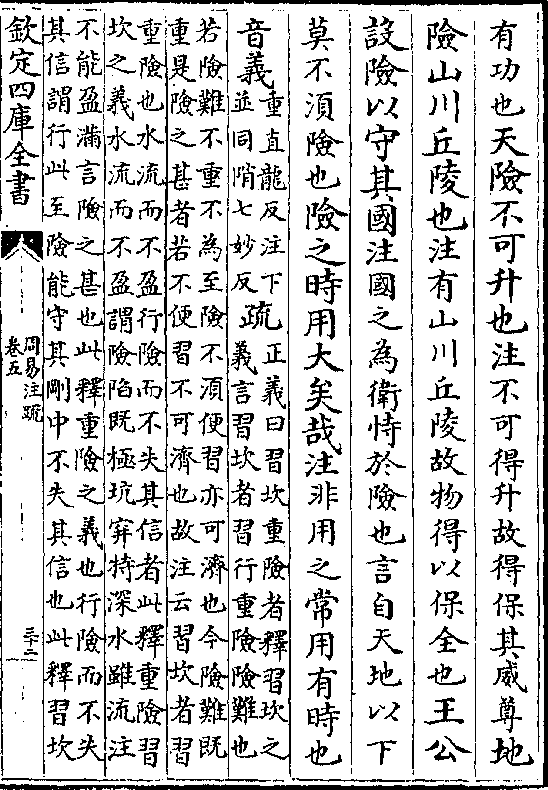 有功也天險不可升也注不可得升故得保其威尊地
險山川丘陵也注有山川丘陵故物得以保全也王公
設險以守其國注國之為衛恃於險也言自天地以下
莫不須險也險之時用大矣哉注非用之常用有時也
音義重直龍反注下並同陗七妙反疏正義曰習坎重險者釋習坎之義言習坎者習行重險險難也
若險難不重不為至險不須便習亦可濟也今險難既
重是險之甚者若不便習不可濟也故注云習坎者習
重險也水流而不盈行險而不失其信者此釋重險習
坎之義水流而不盈謂險陷既極坑穽特深水雖流注
不能盈滿言險之甚也此釋重險之義也行險而不失
其信謂行此至險能守其剛中不失其信也此釋習坎
欽定四庫全書
周易注疏
卷五
三十二